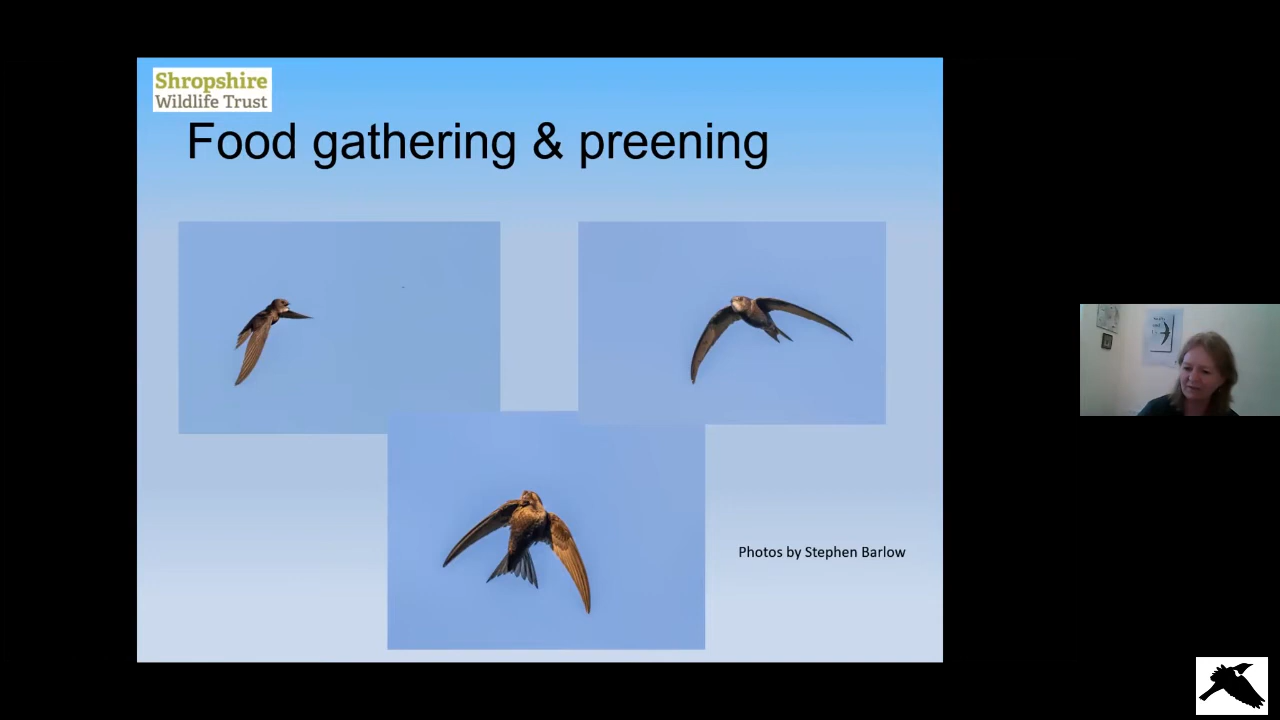 Shropshire
Wildlife Trust
Food gathering & preening
Photos by Stephen Barlow